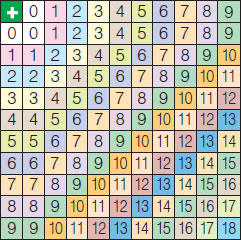 + 0 1 2 3 4 5 6 7 8 9
0 0 1 2 3 4 5 6 7 8 9
1 1 2 3 4 5 6 7 8 9 10
2 2 3 4 5 6 7 8 9 10 11
3 3 4 5 6 7 8 9 10 11 12
4 4 5 6 7 8 9 10 11 12 13
5 5 6 7 8 9 10 11 12 13 14
6 6 7 8 9 10 11 12 13 14 15
7 7 8 9 10 11 12 13 14 15 16
8 8 9 10 11 12 13 14 15 16 17
9 9 10 11 12 13 14 15 16 17 18